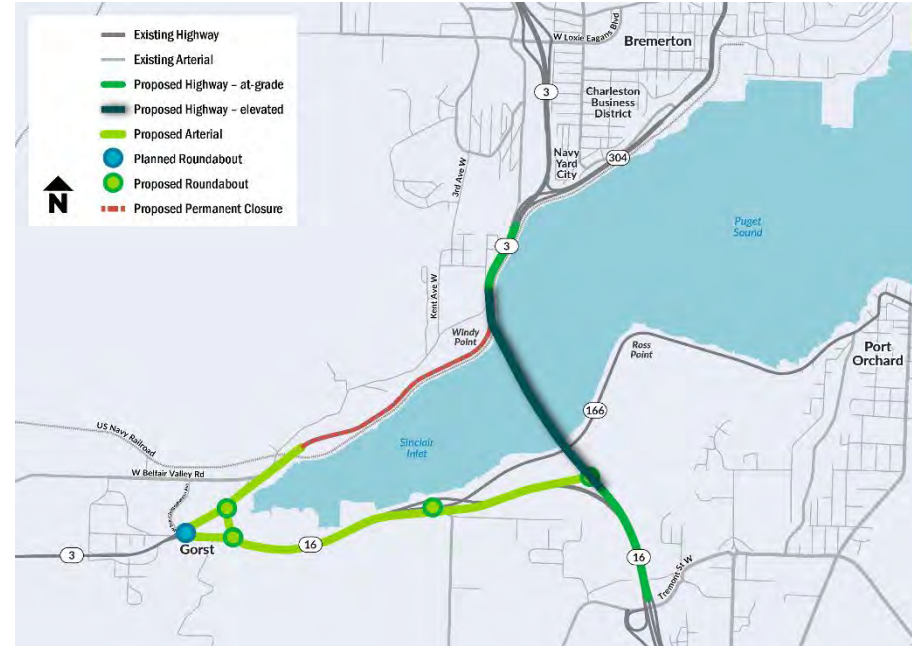 Existing Highway
Existing Arterial
Proposed Highway – at-grade
Proposed Highway – elevated
Proposed Arterial
Planned Roundabout
Proposed Roundabout
Proposed Permanent Closure
N
W Loxie Eagans Blvd
Bremerton
3
Charleston
Business
District
Navy
Yard
City
304
3rd Ave W
Puget
Sound
3
Kent Ave W
Windy
Point
Ross
Point
Port
Orchard
166
US Navy Railroad
Sinclair
Inlet
W Belfair Valley Rd
3
Gorst
16
16
Tremont St W